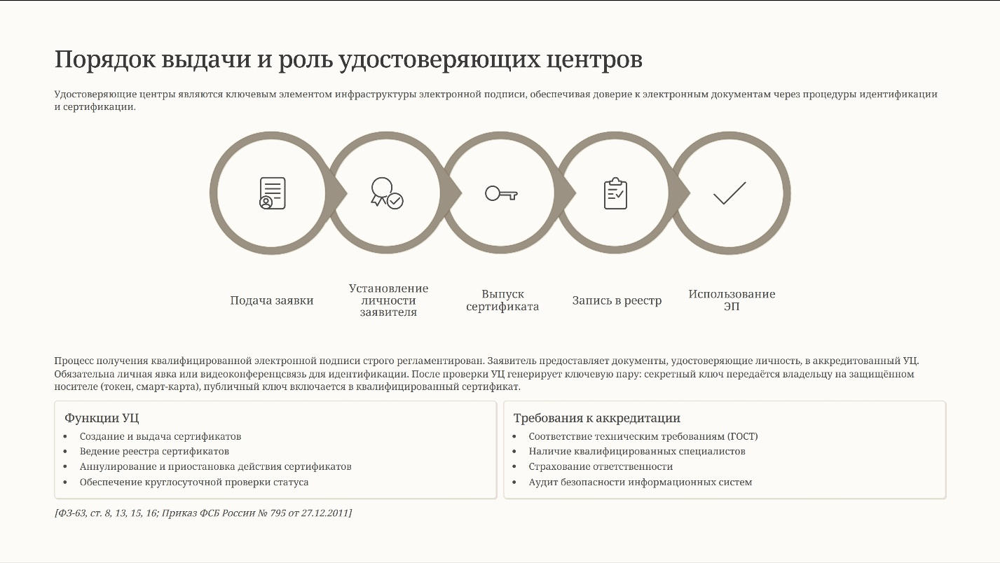 Порядок выдачи и роль удостоверяющих центров
Удостоверяющие центры являются ключевым элементом инфраструктуры электронной подписи, обеспечивая доверие к электронным документам через процедуры идентификации
и сертификации.
Подача заявки
Установление
личности
заявителя
Выпуск
сертификата
Запись в реестр
Использование
ЭП
Процесс получения квалифицированной электронной подписи строго регламентирован. Заявитель предоставляет документы, удостоверяющие личность, в аккредитованный УЦ.
Обязательна личная явка или видеоконференцсвязь для идентификации. После проверки УЦ генерирует ключевую пару: секретный ключ передаётся владельцу на защищённом
носителе (токен, смарт-карта), публичный ключ включается в квалифицированный сертификат.
Функции УЦ
• Создание и выдача сертификатов
• Ведение реестра сертификатов
• Аннулирование и приостановка действия сертификатов
• Обеспечение круглосуточной проверки статуса
Требования к аккредитации
• Соответствие техническим требованиям (ГОСТ)
• Наличие квалифицированных специалистов
• Страхование ответственности
• Аудит безопасности информационных систем
[ФЗ-63, ст. 8, 13, 15, 16; Приказ ФСБ России № 795 от 27.12.2011]